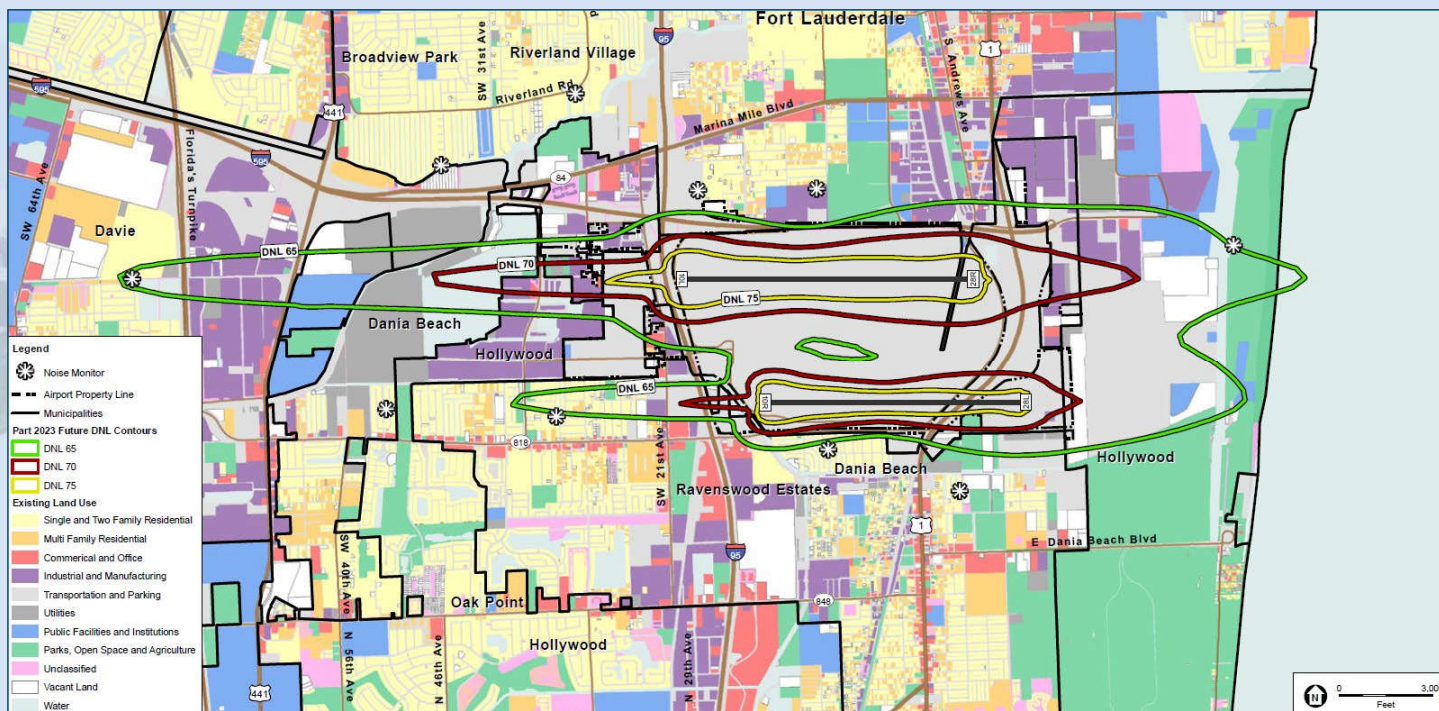 Fort Lauderdale
Broadview Park
Riverland Village
SW 31st Ave
95
1
S Andrews Ave
595
441
Riverland Rd
Marina Mile Blvd
SW 64th Ave
Florida's Turnpike
595
84
Davie
DNL 65
DNL 70
10L
28R
DNL 75
Dania Beach
Hollywood
DNL 65
10R
28L
818
SW 21st Ave
Dania Beach
Hollywood
Ravenswood Estates
1
95
E Dania Beach Blvd
SW 40th Ave
Oak Point
848
Hollywood
N 56th Ave
N 46th Ave
N 29th Ave
441
Legend
Noise Monitor
Airport Property Line
Municipalities
Part 2023 Future DNL Contours
DNL 65
DNL 70
DNL 75
Existing Land Use
Single and Two Family Residential
Multi Family Residential
Commerical and Office
Industrial and Manufacturing
Transportation and Parking
Utilities
Public Facilities and Institutions
Parks, Open Space and Agriculture
Unclassified
Vacant Land
Water
N
0 3,00
Feet